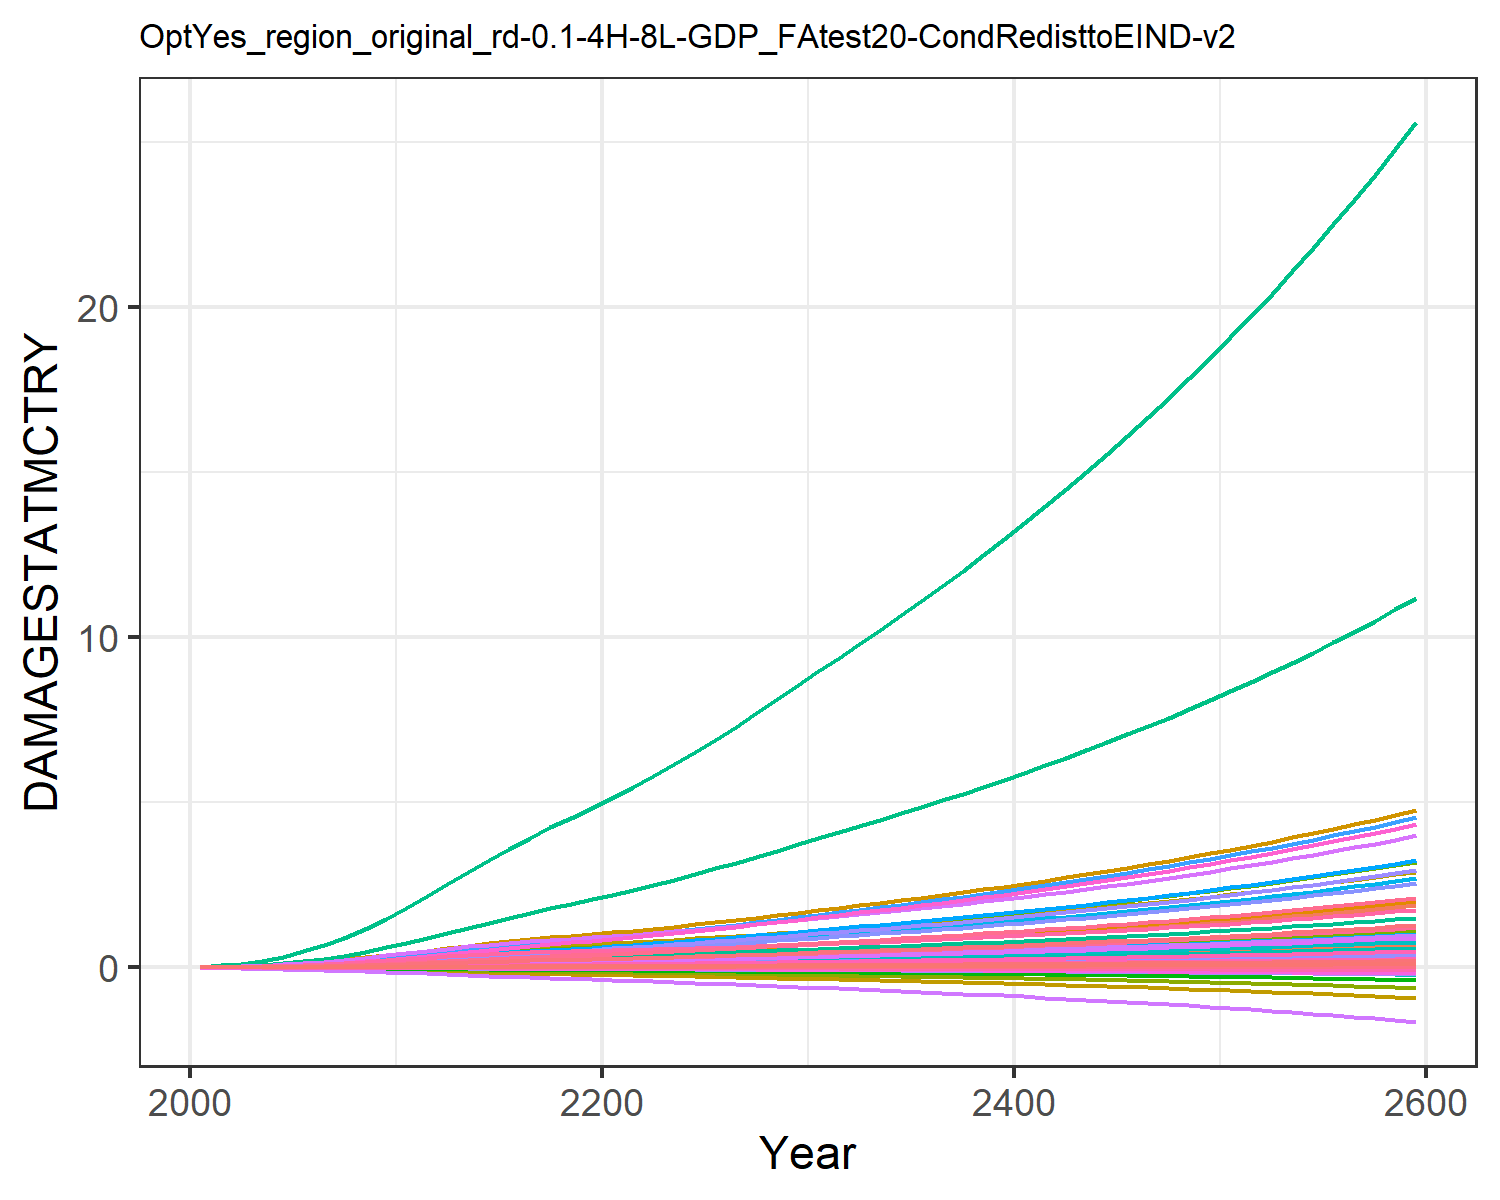 OptYes_region_original_rd-0.1-4H-8L-GDP_FAtest20-CondRedisttoEIND-v2
DAMAGESTATMCTRY
20
10
0
2000 2200 2400 2600
Year